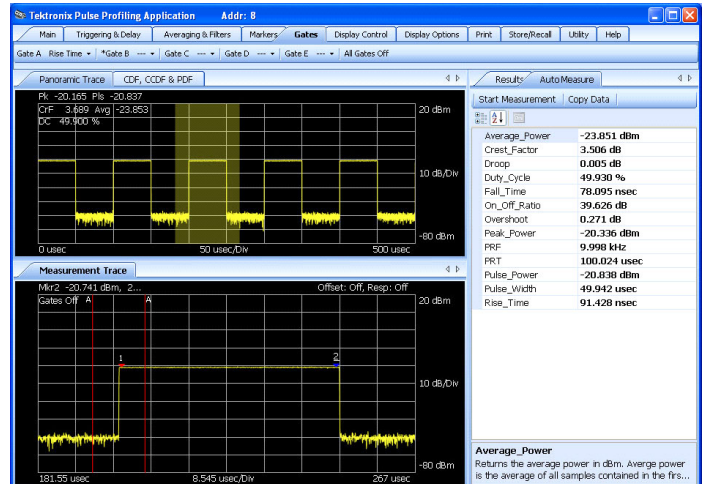 Tektronix Pulse Profiling Application Addr: 8
Main Triggering & Delay Averaging & Filters Markers Gates Display Control Display Options Print Store/Recall Utility Help
Gate A Rise Time *Gate B --- Gate C --- Gate D --- Gate E --- All Gates Off
Panoramic Trace CDF, CCDF & PDF
Pk -20.165 Pls -20.837
CrF 3.689 Avg -23.853
DC 49.900 %
20 dBm
10 dB/Div
-80 dBm
0 usec 50 usec/Div 500 usec
Measurement Trace
Mkr2 -20.741 dBm, 2... Offset: Off, Resp: Off
Gates Off A A
20 dBm
1 2
10 dB/Div
-80 dBm
181.55 usec 8.545 usec/Div 267 usec
Results Auto Measure
Start Measurement Copy Data
Average_Power -23.851 dBm
Crest_Factor 3.506 dB
Droop 0.005 dB
Duty_Cycle 49.930 %
Fall_Time 78.095 nsec
On_Off_Ratio 39.626 dB
Overshoot 0.271 dB
Peak_Power -20.336 dBm
PRF 9.998 kHz
PRT 100.024 usec
Pulse_Power -20.838 dBm
Pulse_Width 49.942 usec
Rise_Time 91.428 nsec
Average_Power
Returns the average power in dBm. Averge power
is the average of all samples contained in the firs...